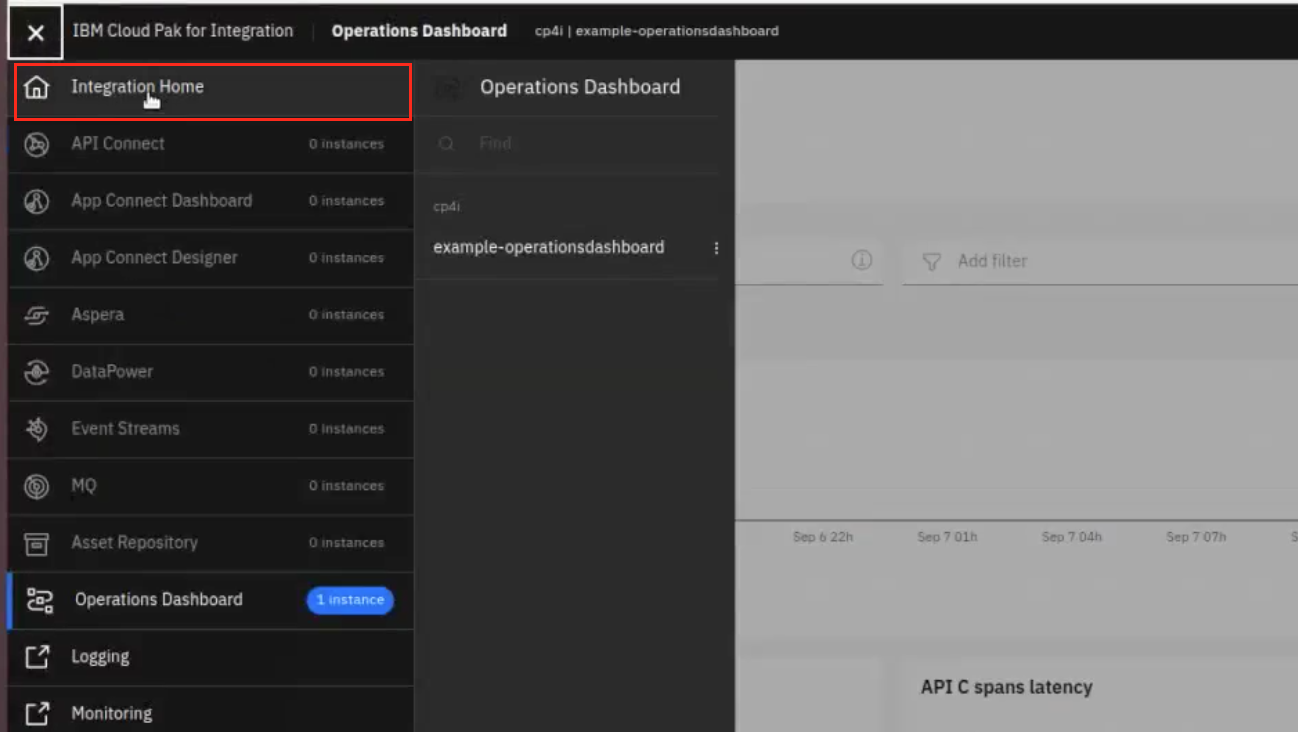 IBM Cloud Pak for Integration | Operations Dashboard cp4i | example-operationsdashboard
Integration Home
API Connect 0 instances
App Connect Dashboard 0 instances
App Connect Designer 0 instances
Aspera 0 instances
DataPower 0 instances
Event Streams 0 instances
MQ 0 instances
Asset Repository 0 instances
Operations Dashboard 1 instance
Logging
Monitoring
Operations Dashboard
Find
cp4i
example-operationsdashboard
Add filter
Sep 6 22h Sep 7 01h Sep 7 04h Sep 7 07h S
API C spans latency